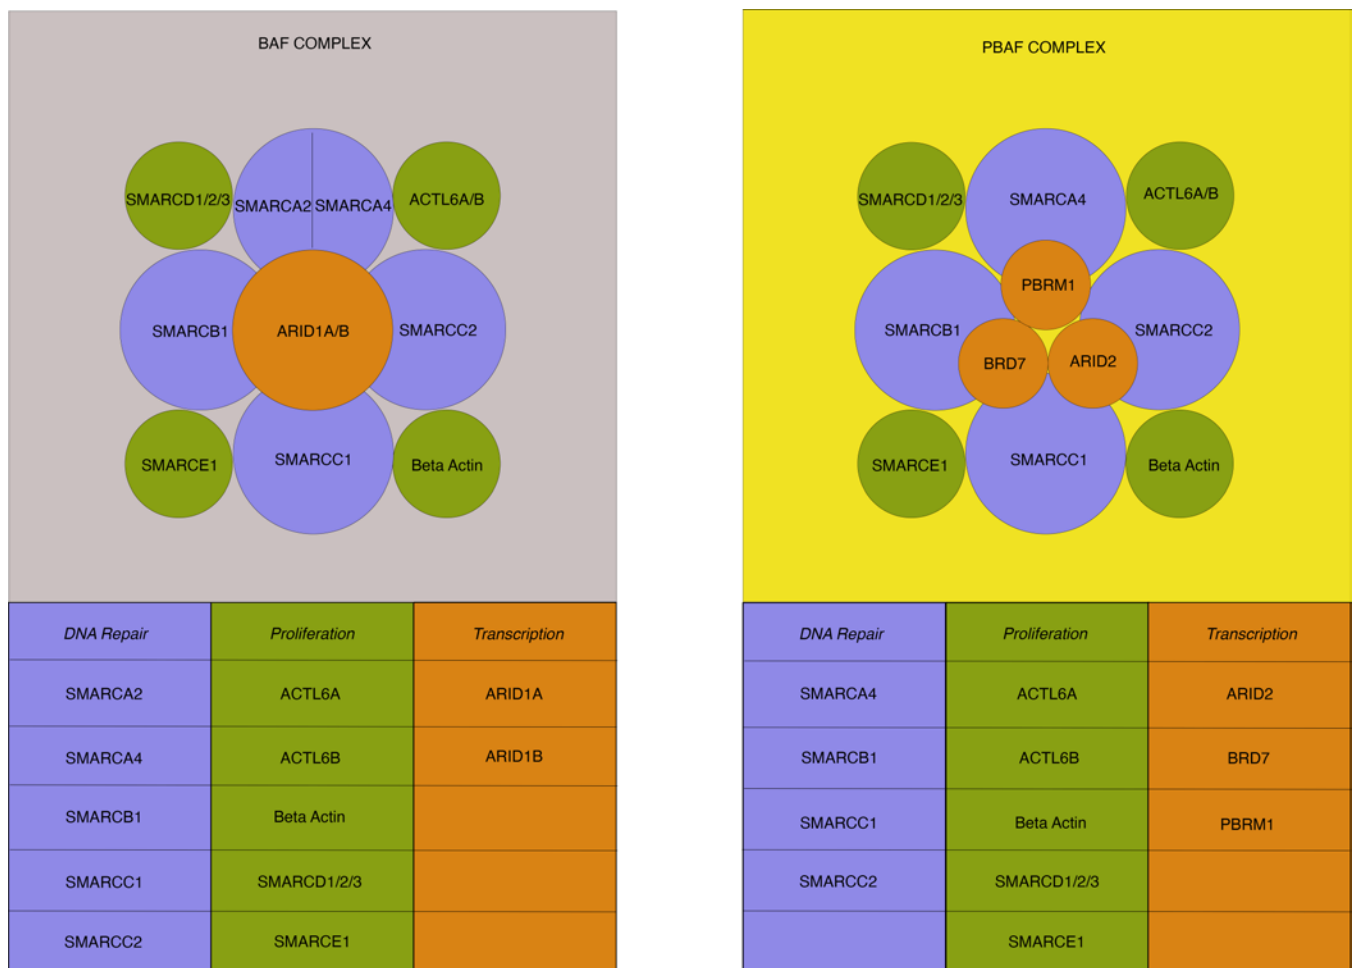 BAF COMPLEX
SMARCD1/2/3
SMARCA2
SMARCA4
ACTL6A/B
SMARCB1
ARID1A/B
SMARCC2
SMARCE1
SMARCC1
Beta Actin
DNA Repair
Proliferation
Transcription
SMARCA2
ACTL6A
ARID1A
SMARCA4
ACTL6B
ARID1B
SMARCB1
Beta Actin
SMARCC1
SMARCD1/2/3
SMARCC2
SMARCE1
PBAF COMPLEX
SMARCD1/2/3
SMARCA4
ACTL6A/B
PBRM1
SMARCB1
SMARCC2
BRD7
ARID2
SMARCE1
SMARCC1
Beta Actin
DNA Repair
Proliferation
Transcription
SMARCA4
ACTL6A
ARID2
SMARCB1
ACTL6B
BRD7
SMARCC1
Beta Actin
PBRM1
SMARCC2
SMARCD1/2/3
SMARCE1